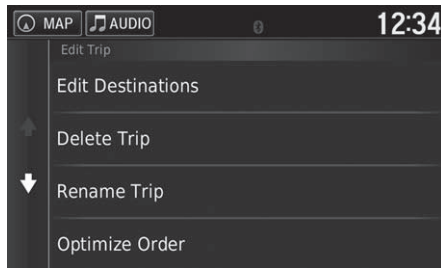 MAP AUDIO 12:34
Edit Trip
Edit Destinations
Delete Trip
Rename Trip
Optimize Order